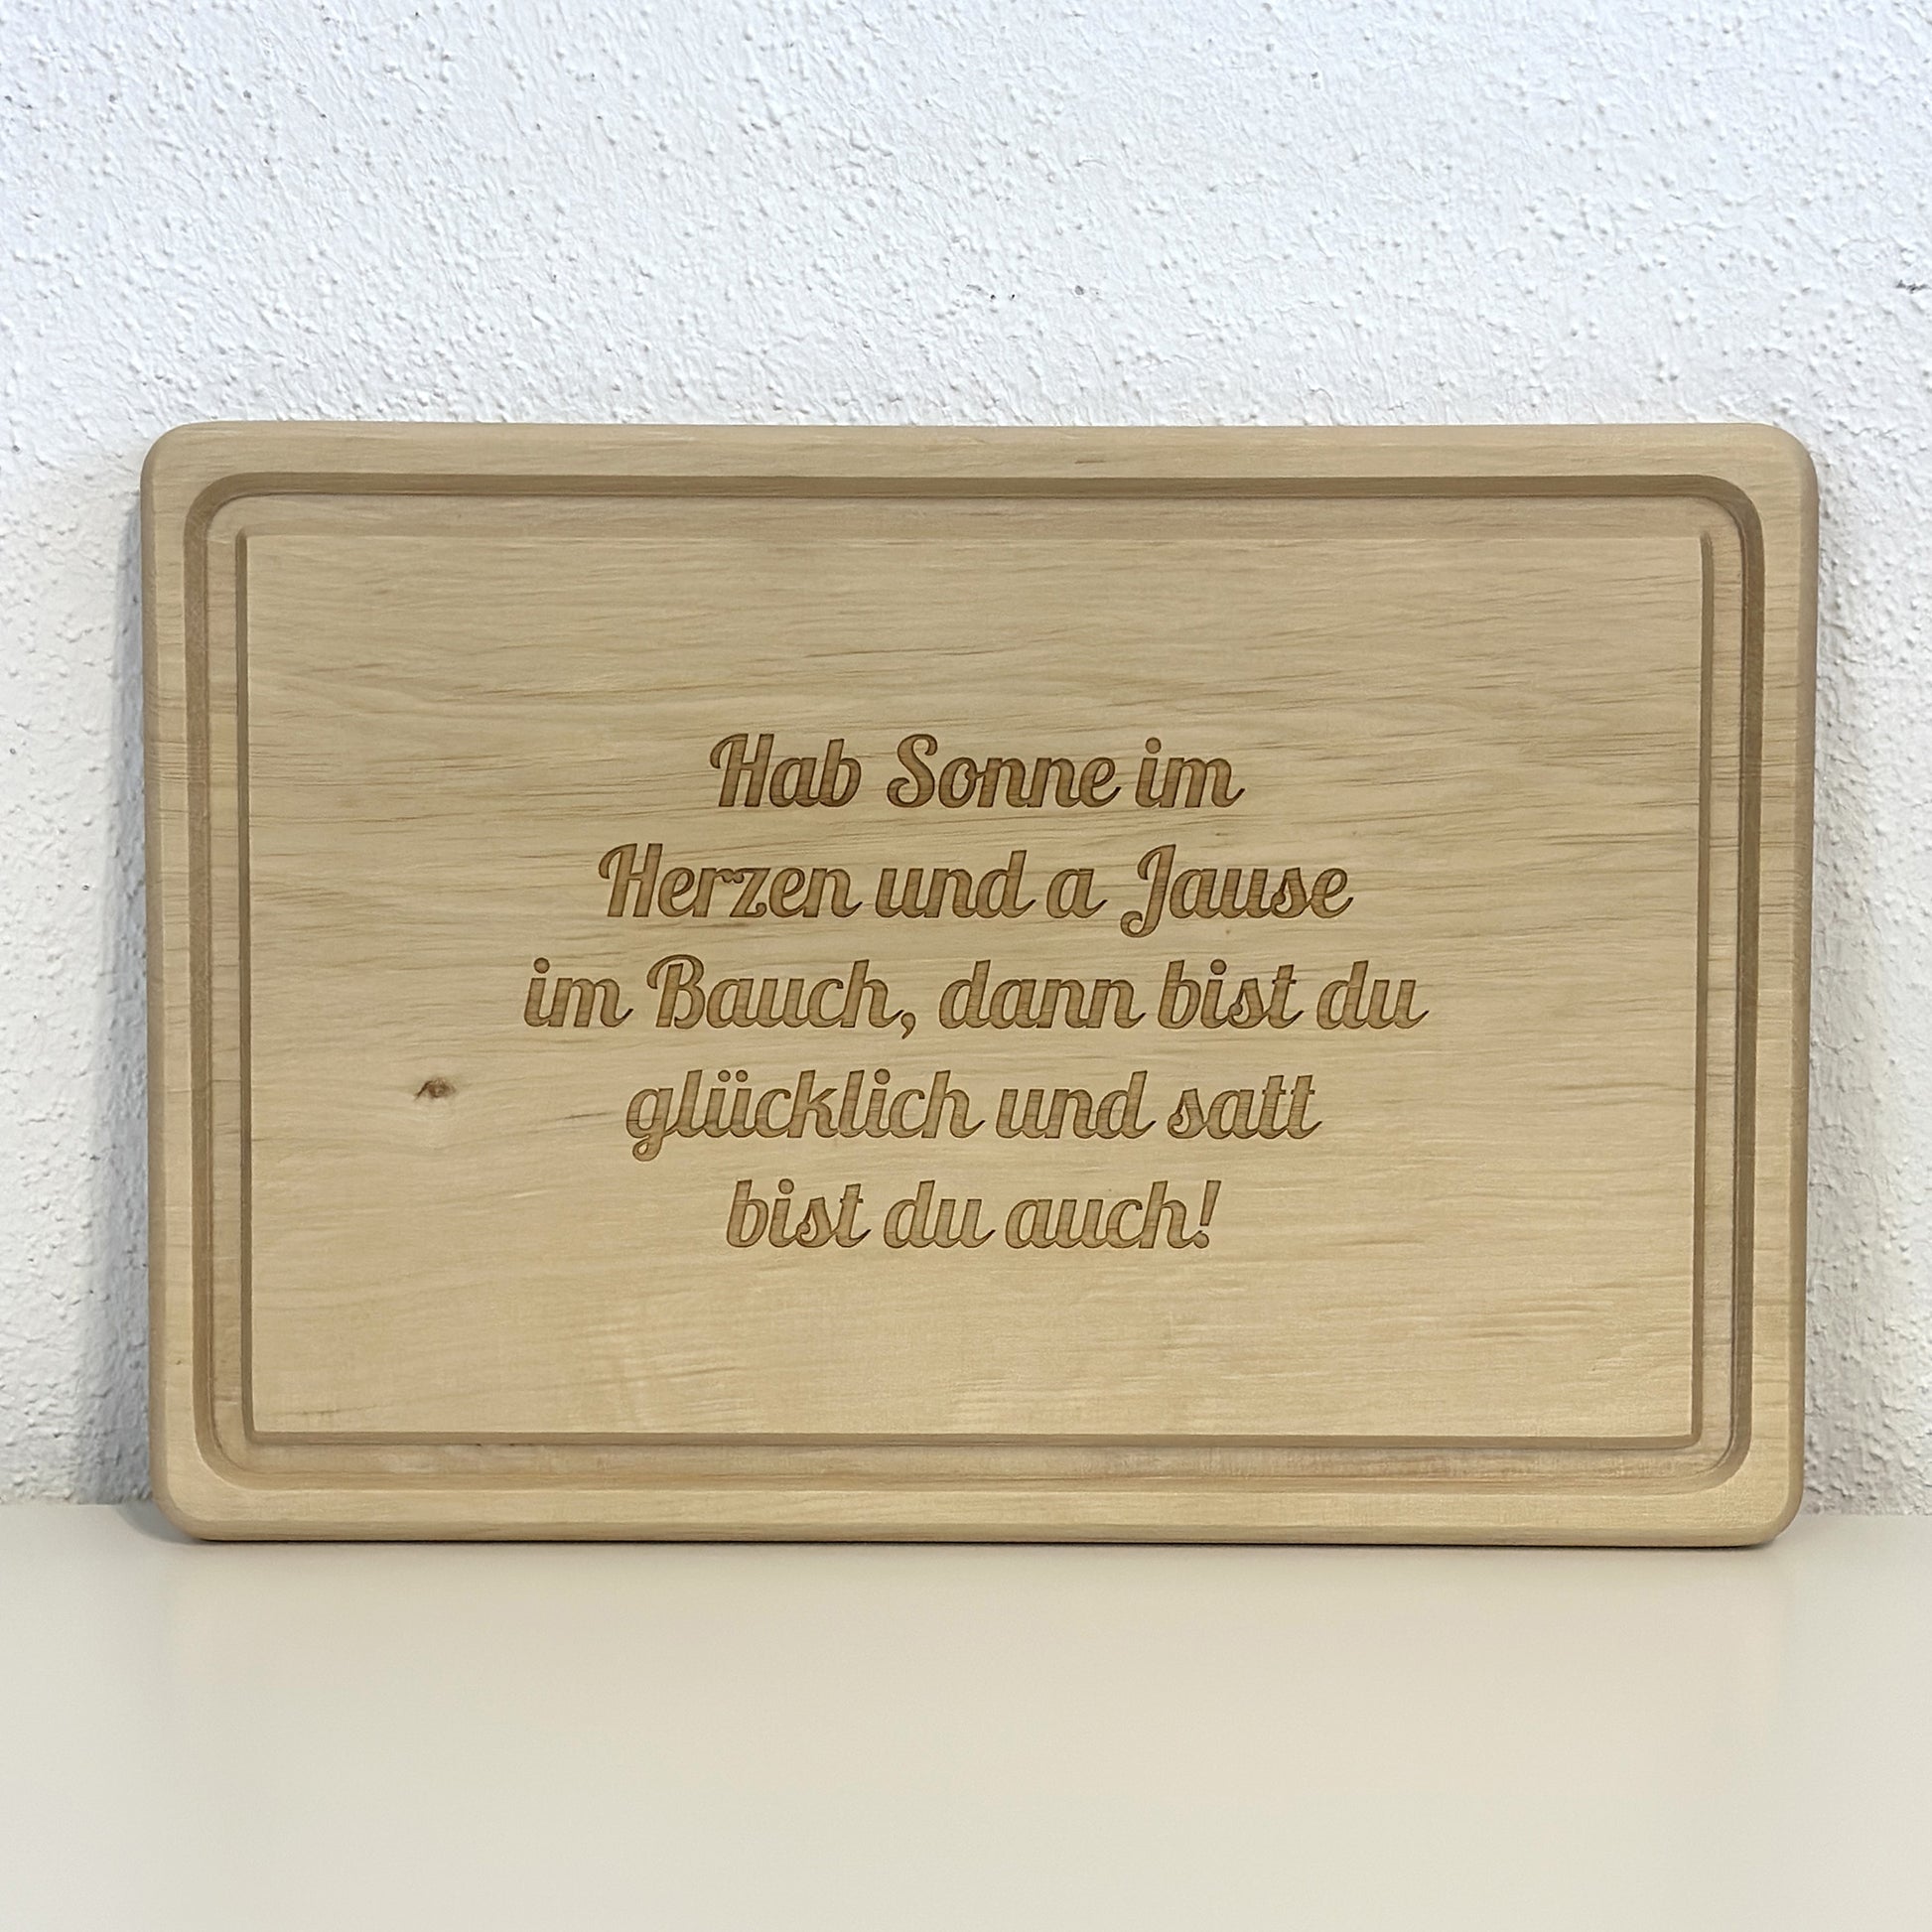 Hab Sonne im
Herzen und a Jause
im Bauch, dann bist du
glücklich und satt
bist du auch!